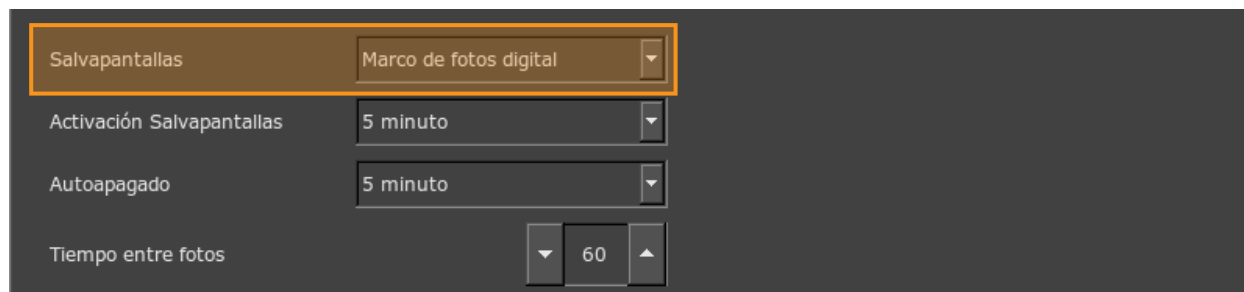 Salvapantallas Marco de fotos digital
Activación Salvapantallas 5 minuto
Autoapagado 5 minuto
Tiempo entre fotos 60